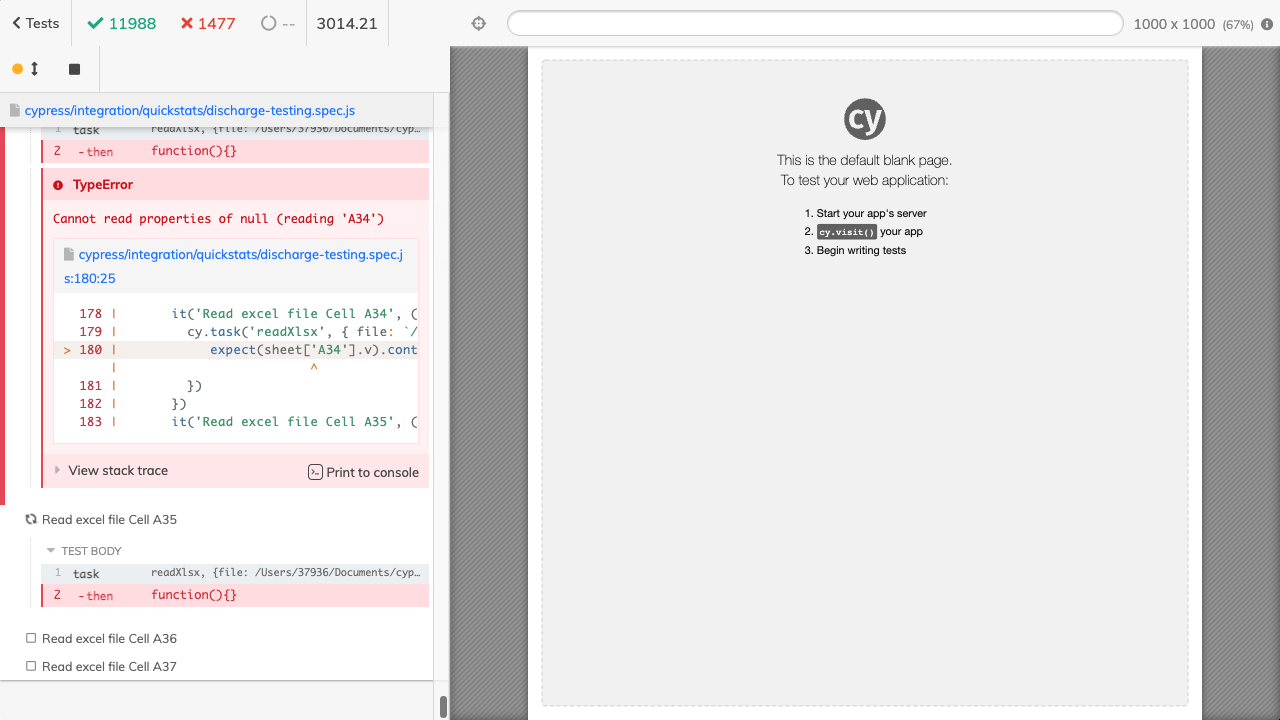 Tests 11988 1477 -- 3014.21
1000 x 1000 (67%)
cypress/integration/quickstats/discharge-testing.spec.js
1 task readXlsx, {file: /Users/37936/Documents/cyp…
2 -then function(){}
TypeError
Cannot read properties of null (reading 'A34')
cypress/integration/quickstats/discharge-testing.spec.j
s:180:25
178 | it('Read excel file Cell A34', (
179 | cy.task('readXlsx', { file: `/
> 180 | expect(sheet['A34'].v).cont
| ^
181 | })
182 | })
183 | it('Read excel file Cell A35', (
View stack trace Print to console
Read excel file Cell A35
TEST BODY
1 task readXlsx, {file: /Users/37936/Documents/cyp…
2 -then function(){}
Read excel file Cell A36
Read excel file Cell A37
cy
This is the default blank page.
To test your web application:
1. Start your app's server
2. cy.visit() your app
3. Begin writing tests